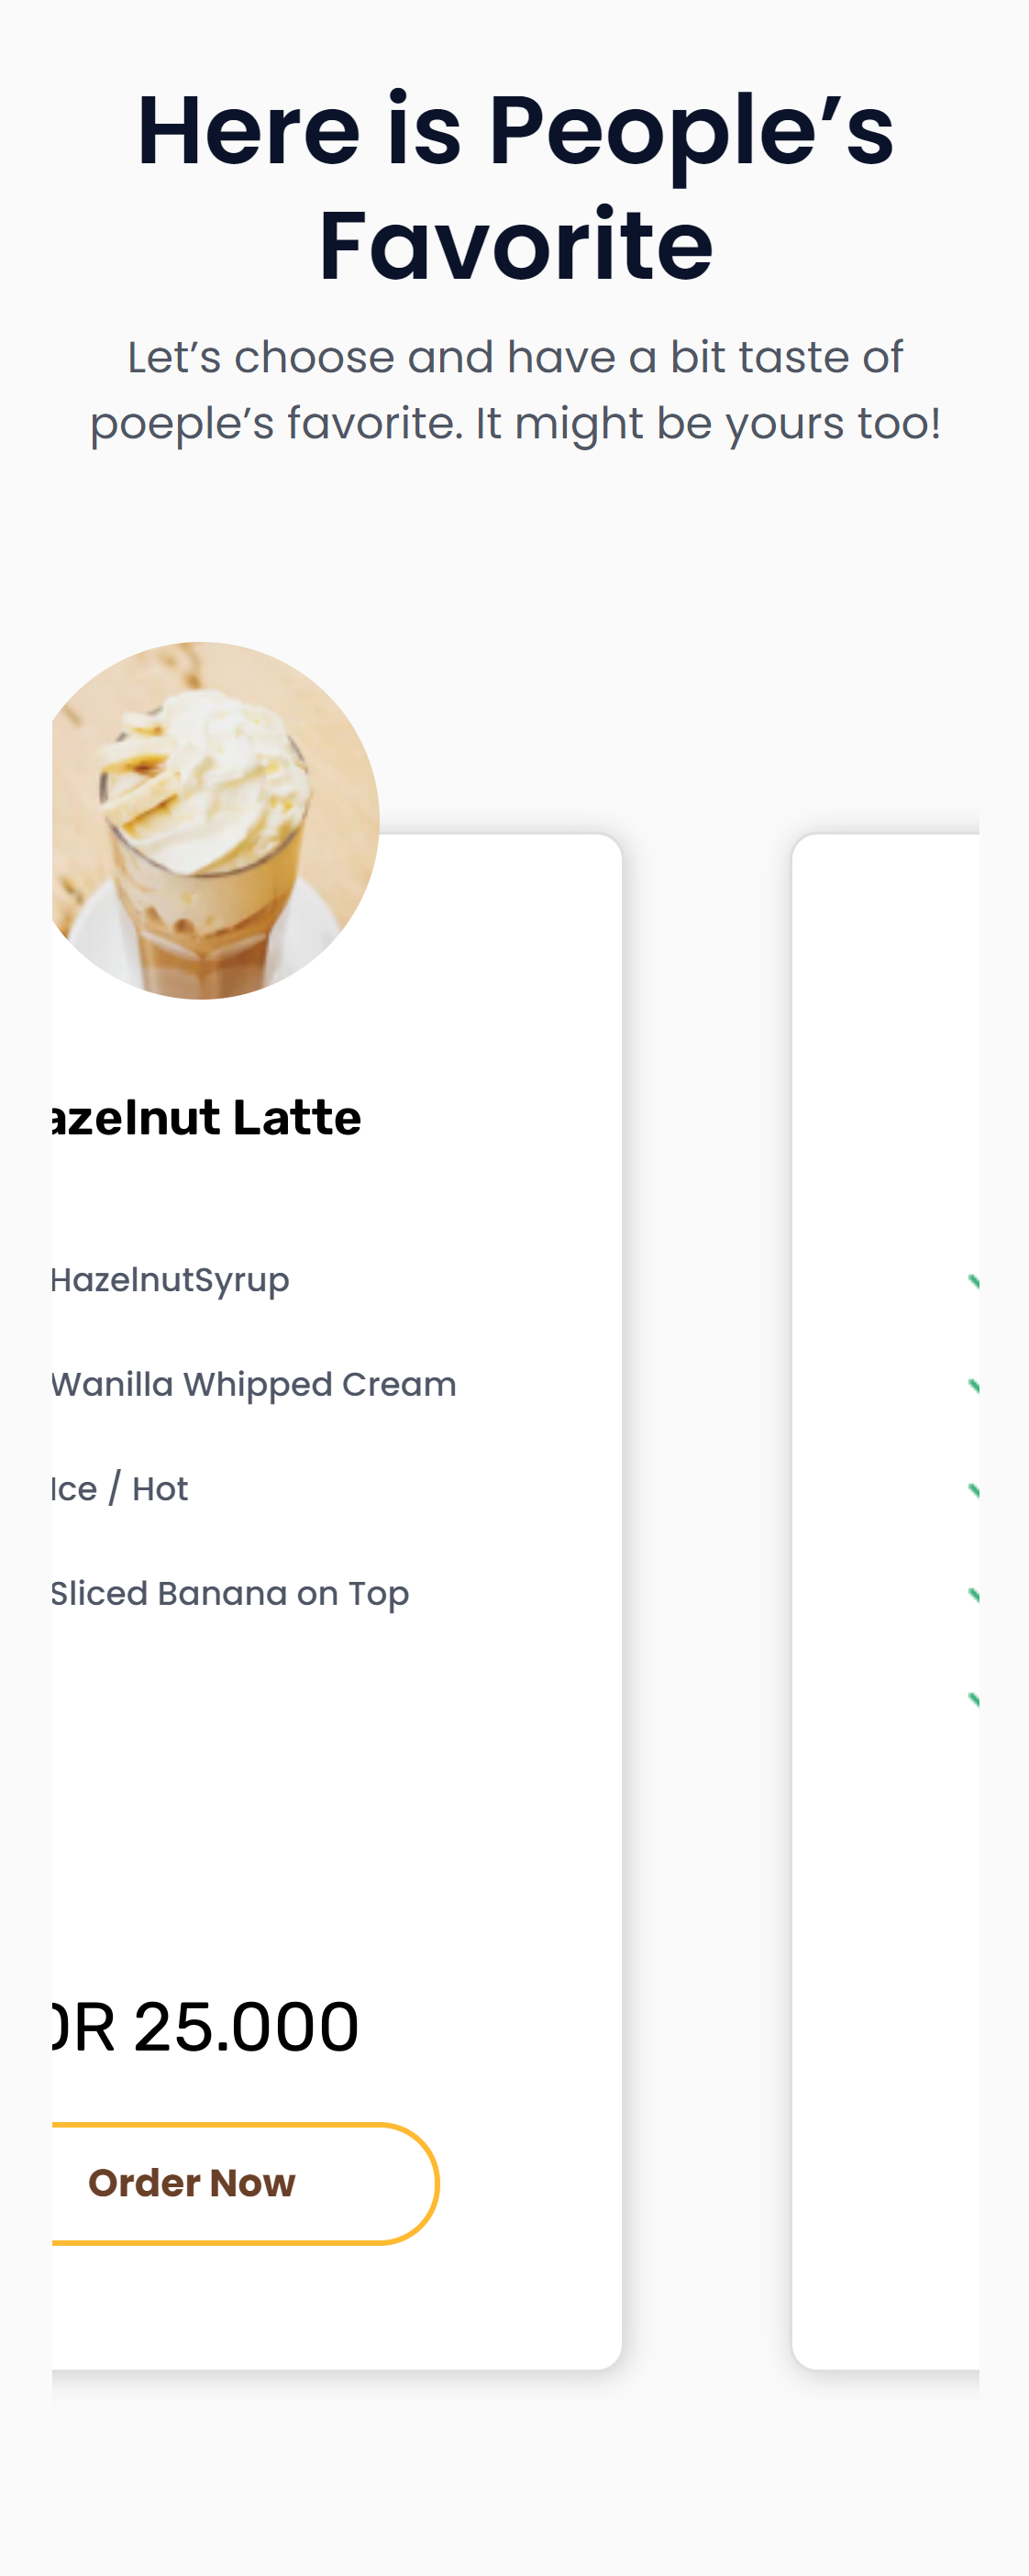 Here is People’s
Favorite
Let’s choose and have a bit taste of
poeple’s favorite. It might be yours too!
azelnut Latte
HazelnutSyrup
Wanilla Whipped Cream
Ice / Hot
Sliced Banana on Top
DR 25.000
Order Now